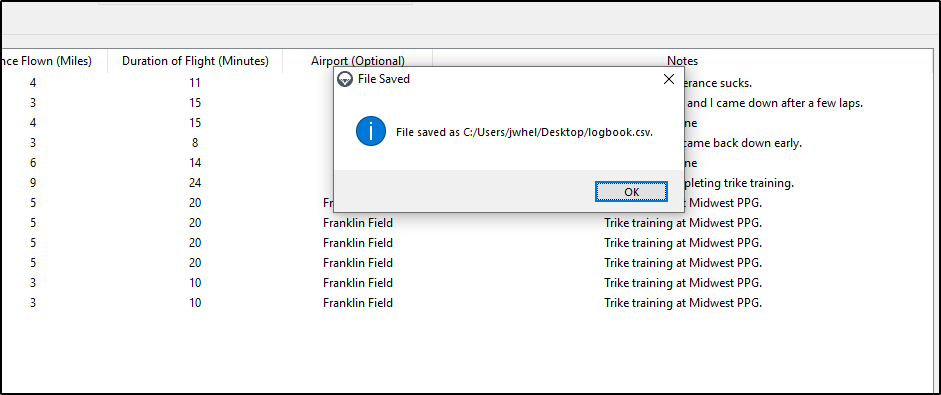 nce Flown (Miles) Duration of Flight (Minutes) Airport (Optional) Notes
File Saved
File saved as C:/Users/jwhel/Desktop/logbook.csv.
OK
4 11 erance sucks.
3 15 and I came down after a few laps.
4 15 ne
3 8 ame back down early.
6 14 ne
9 24 pleting trike training.
5 20 at Midwest PPG.
5 20 Franklin Field Trike training at Midwest PPG.
5 20 Franklin Field Trike training at Midwest PPG.
5 20 Franklin Field Trike training at Midwest PPG.
3 10 Franklin Field Trike training at Midwest PPG.
3 10 Franklin Field Trike training at Midwest PPG.